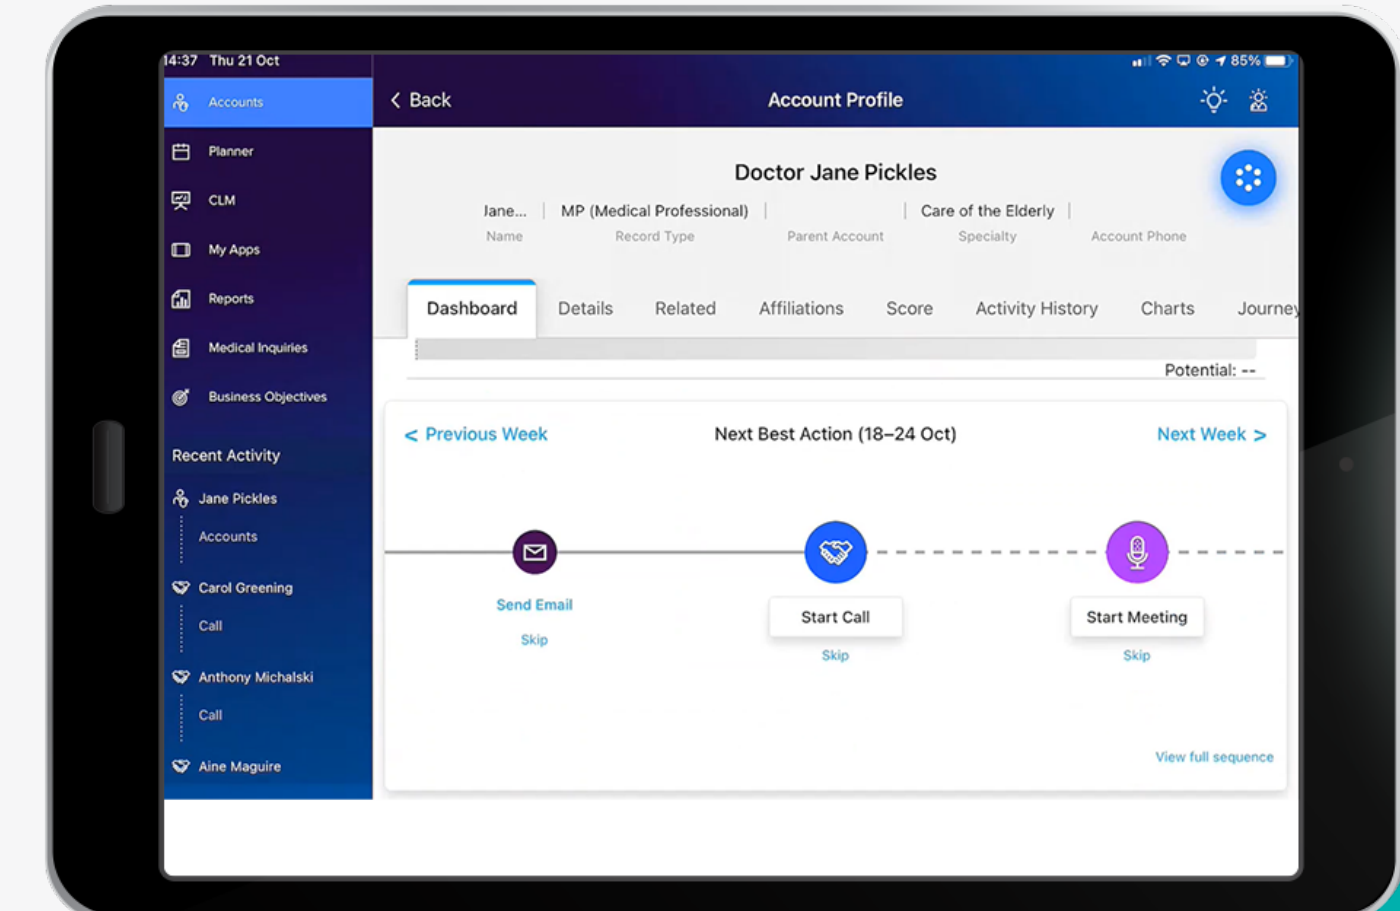 14:37 Thu 21 Oct
85%
Accounts
Planner
CLM
My Apps
Reports
Medical Inquiries
Business Objectives
Recent Activity
Jane Pickles
Accounts
Carol Greening
Call
Anthony Michalski
Call
Aine Maguire
< Back
Account Profile
Doctor Jane Pickles
Jane... | MP (Medical Professional) | | Care of the Elderly |
Name Record Type Parent Account Specialty Account Phone
Dashboard Details Related Affiliations Score Activity History Charts Journey
Potential: --
< Previous Week Next Best Action (18–24 Oct) Next Week >
Send Email Start Call Start Meeting
Skip Skip Skip
View full sequence